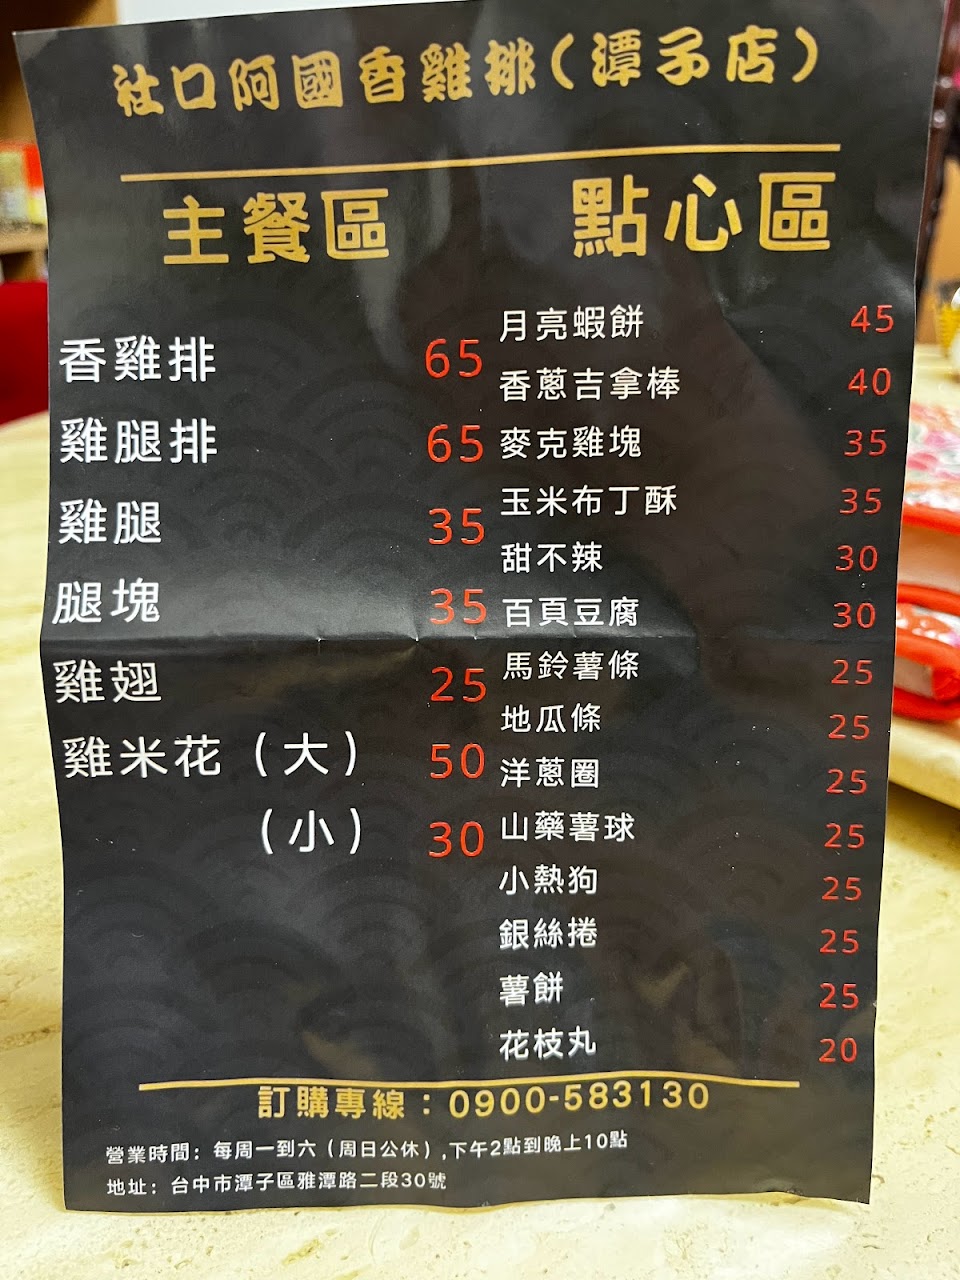 社口阿國香雞排(潭子店)
主餐區
香雞排 65
雞腿排 65
雞腿 35
腿塊 35
雞翅 25
雞米花（大） 50
（小） 30
點心區
月亮蝦餅 45
香蔥吉拿棒 40
麥克雞塊 35
玉米布丁酥 35
甜不辣 30
百頁豆腐 30
馬鈴薯條 25
地瓜條 25
洋蔥圈 25
山藥薯球 25
小熱狗 25
銀絲捲 25
薯餅 25
花枝丸 20
訂購專線：0900-583130
營業時間：每周一到六（周日公休）,下午2點到晚上10點
地址：台中市潭子區雅潭路二段30號